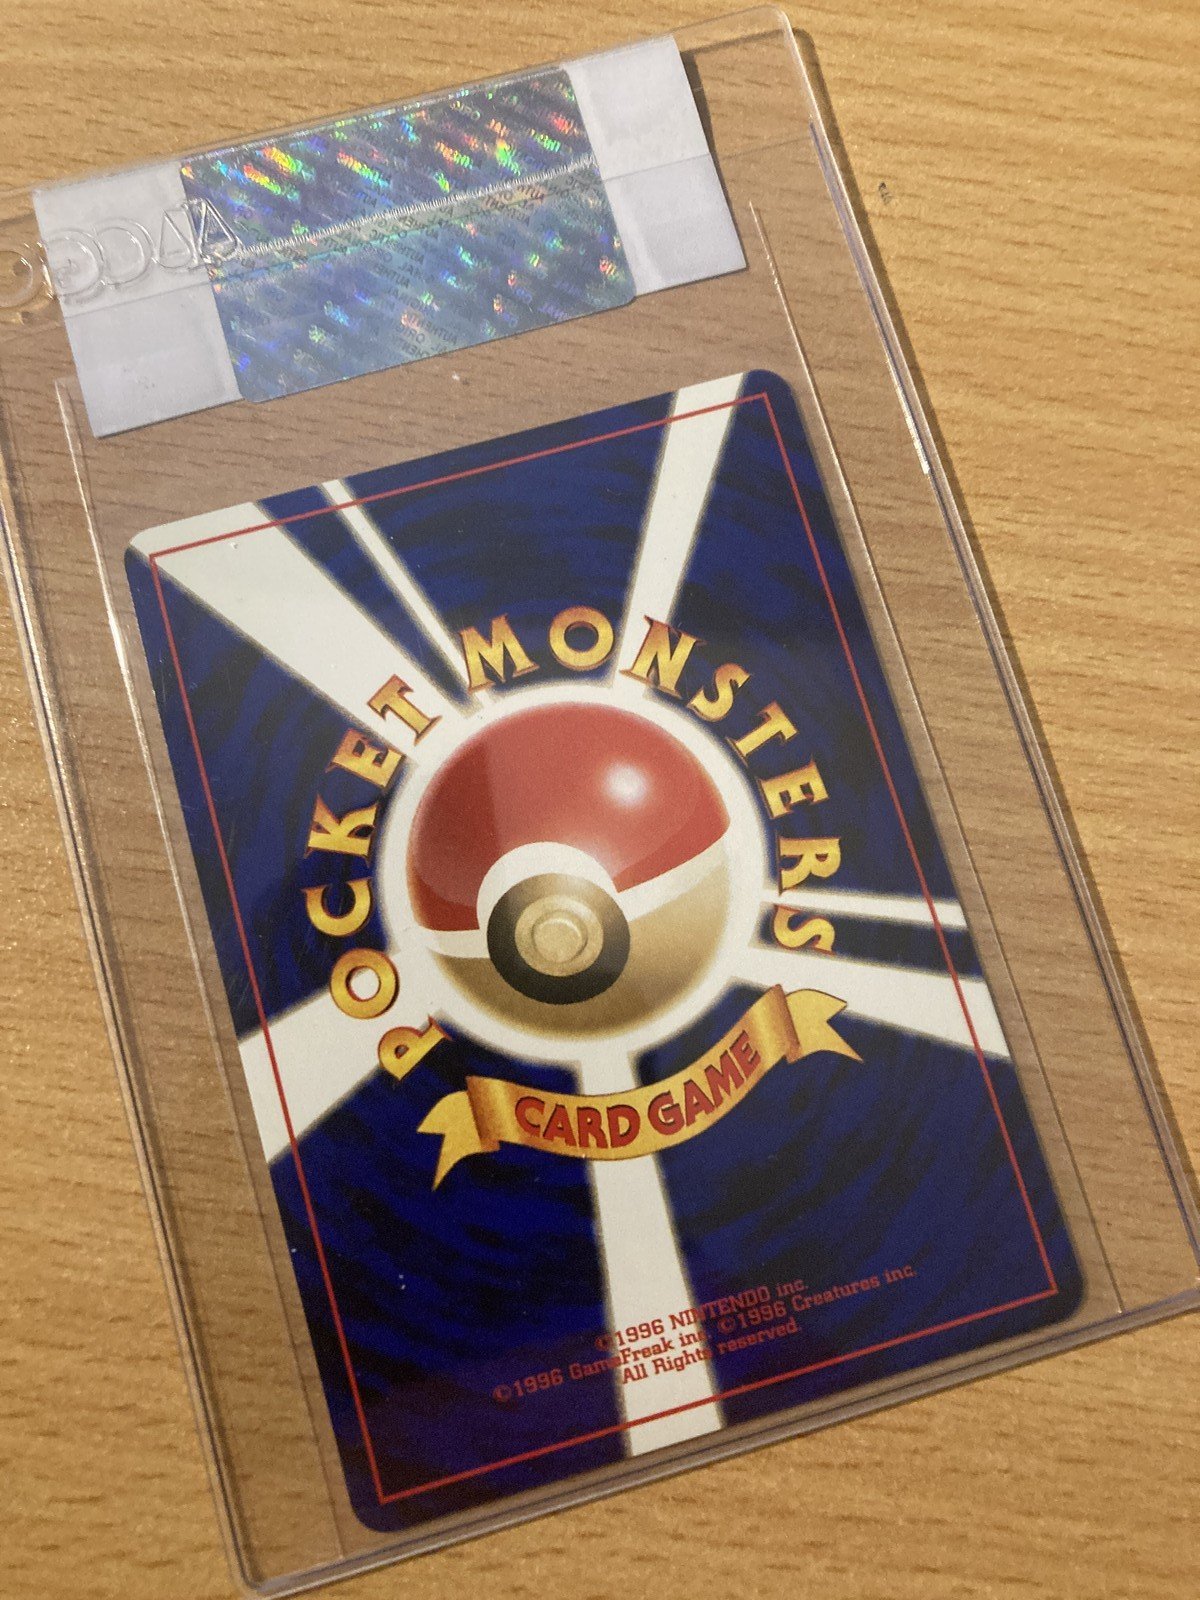 POCKET MONSTERS
CARD GAME
©1996 NINTENDO inc.
©1996 GameFreak inc. ©1996 Creatures inc.
All Rights reserved.